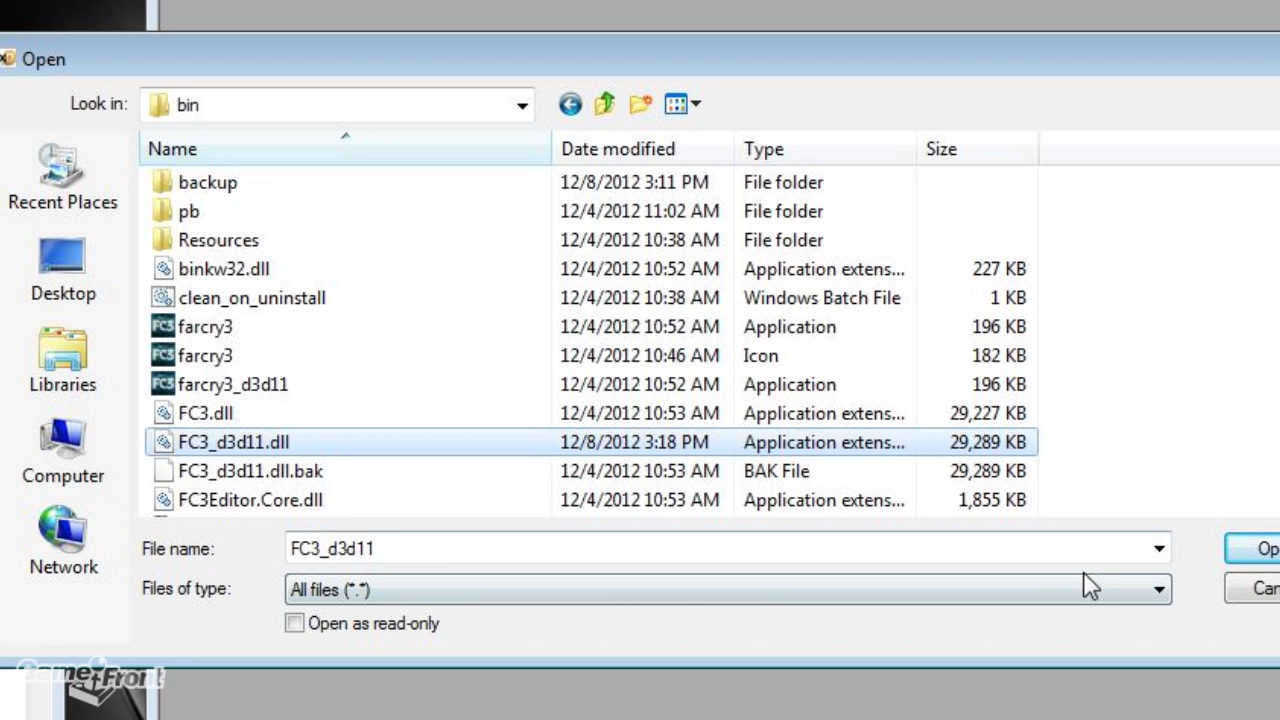 Open
Look in: bin
Name Date modified Type Size
backup 12/8/2012 3:11 PM File folder
pb 12/4/2012 11:02 AM File folder
Resources 12/4/2012 10:38 AM File folder
binkw32.dll 12/4/2012 10:52 AM Application extens... 227 KB
clean_on_uninstall 12/4/2012 10:38 AM Windows Batch File 1 KB
FC3 farcry3 12/4/2012 10:52 AM Application 196 KB
FC3 farcry3 12/4/2012 10:46 AM Icon 182 KB
FC3 farcry3_d3d11 12/4/2012 10:52 AM Application 196 KB
FC3.dll 12/4/2012 10:53 AM Application extens... 29,227 KB
FC3_d3d11.dll 12/8/2012 3:18 PM Application extens... 29,289 KB
FC3_d3d11.dll.bak 12/4/2012 10:53 AM BAK File 29,289 KB
FC3Editor.Core.dll 12/4/2012 10:53 AM Application extens... 1,855 KB
Recent Places
Desktop
Libraries
Computer
Network
File name: FC3_d3d11 Op
Files of type: All files (*.*) Can
Open as read-only
GameFront